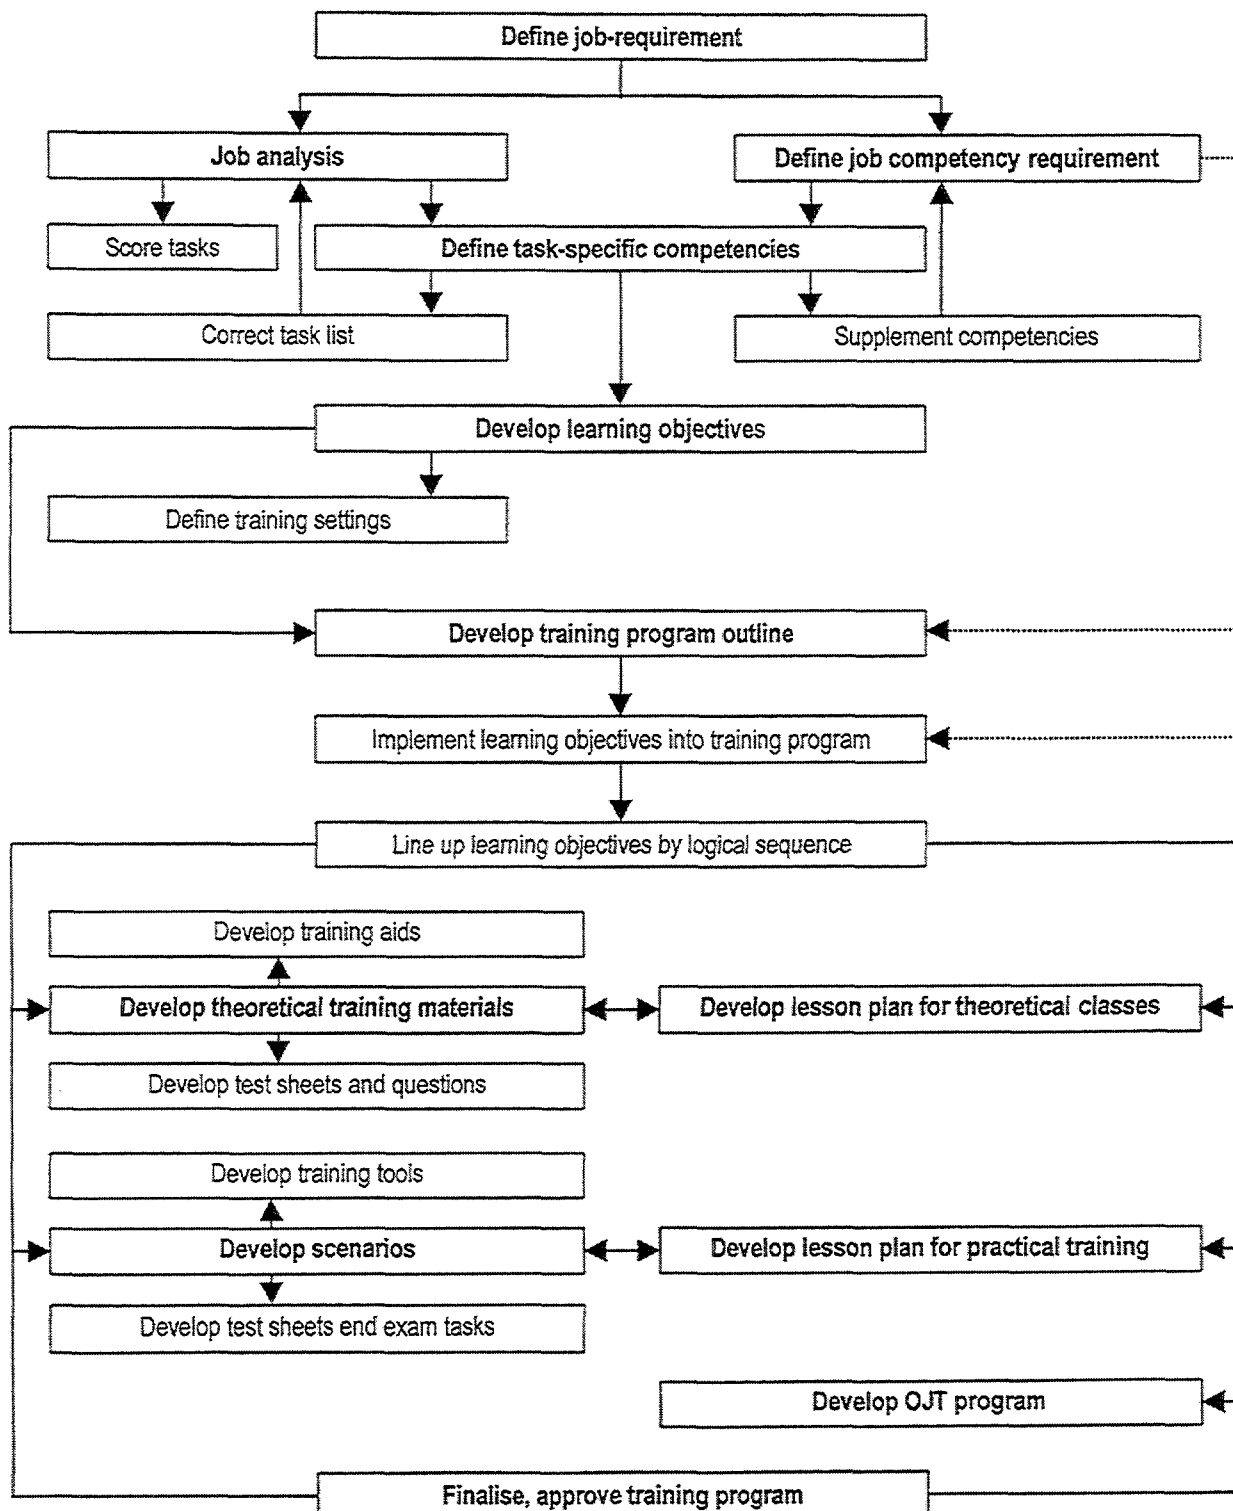 Define job-requirement
Job analysis
Define job competency requirement
Score tasks
Define task-specific competencies
Correct task list
Supplement competencies
Develop learning objectives
Define training settings
Develop training program outline
Implement learning objectives into training program
Line up learning objectives by logical sequence
Develop training aids
Develop theoretical training materials
Develop lesson plan for theoretical classes
Develop test sheets and questions
Develop training tools
Develop scenarios
Develop lesson plan for practical training
Develop test sheets end exam tasks
Develop OJT program
Finalise, approve training program